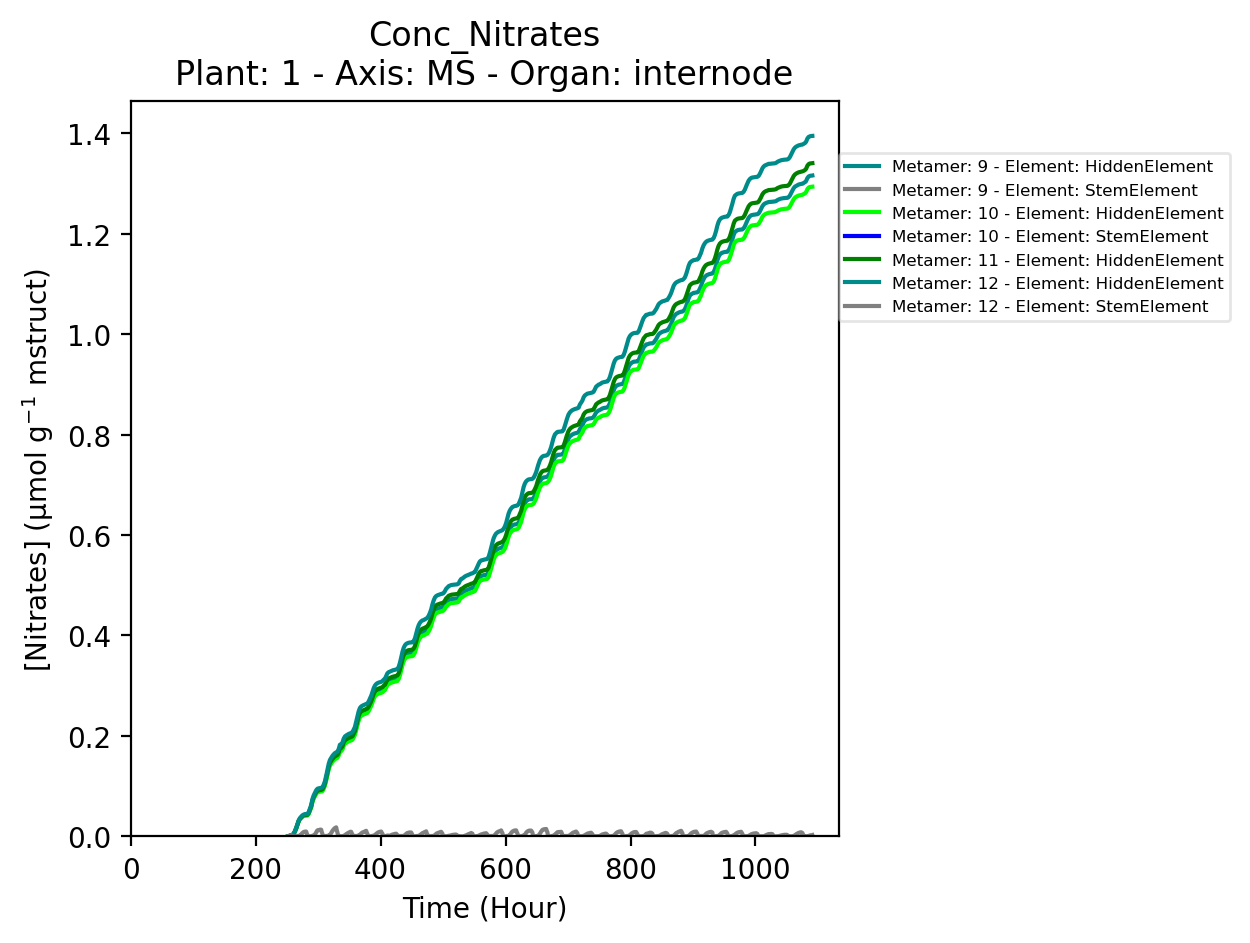 Conc_Nitrates
Plant: 1 - Axis: MS - Organ: internode
[Nitrates] (µmol g⁻¹ mstruct)
1.4
1.2
1.0
0.8
0.6
0.4
0.2
0.0
0 200 400 600 800 1000
Time (Hour)
Metamer: 9 - Element: HiddenElement
Metamer: 9 - Element: StemElement
Metamer: 10 - Element: HiddenElement
Metamer: 10 - Element: StemElement
Metamer: 11 - Element: HiddenElement
Metamer: 12 - Element: HiddenElement
Metamer: 12 - Element: StemElement